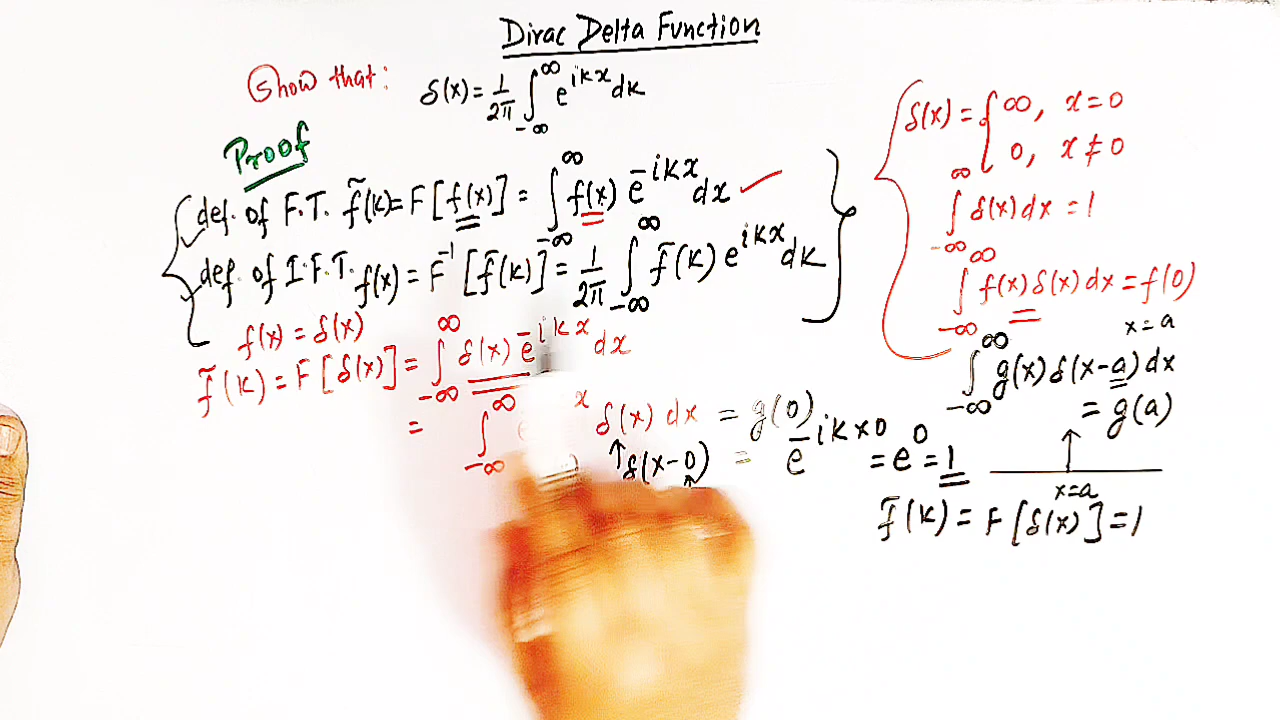 Dirac Delta Function
Show that:
δ(x) = 1/2π ∫_{-∞}^{∞} e^{ikx} dk
Proof
def. of F.T. f̃(k) = F[f(x)] = ∫_{-∞}^{∞} f(x) e^{-ikx} dx ✓
def. of I.F.T. f(x) = F^{-1}[f̃(k)] = 1/2π ∫_{-∞}^{∞} f̃(k) e^{ikx} dk
f(x) = δ(x)
f̃(k) = F[δ(x)] = ∫_{-∞}^{∞} δ(x) e^{-ikx} dx
= ∫_{-∞}^{∞} x δ(x) dx = g(0)
δ(x-0) = e^{-ik×0} = e^0 = 1
δ(x) = { ∞, x = 0
0, x ≠ 0
∫_{-∞}^{∞} δ(x) dx = 1
∫_{-∞}^{∞} f(x) δ(x) dx = f(0)
x = a
∫_{-∞}^{∞} g(x) δ(x-a) dx
= g(a)
x = a
f̃(k) = F[δ(x)] = 1